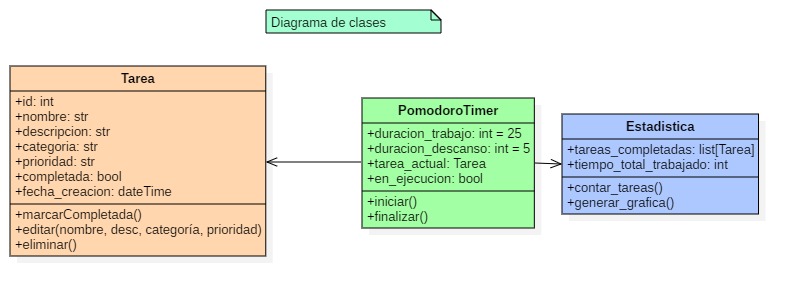 Diagrama de clases
Tarea
+id: int
+nombre: str
+descripcion: str
+categoria: str
+prioridad: str
+completada: bool
+fecha_creacion: dateTime
+marcarCompletada()
+editar(nombre, desc, categoría, prioridad)
+eliminar()
PomodoroTimer
+duracion_trabajo: int = 25
+duracion_descanso: int = 5
+tarea_actual: Tarea
+en_ejecucion: bool
+iniciar()
+finalizar()
Estadistica
+tareas_completadas: list[Tarea]
+tiempo_total_trabajado: int
+contar_tareas()
+generar_grafica()